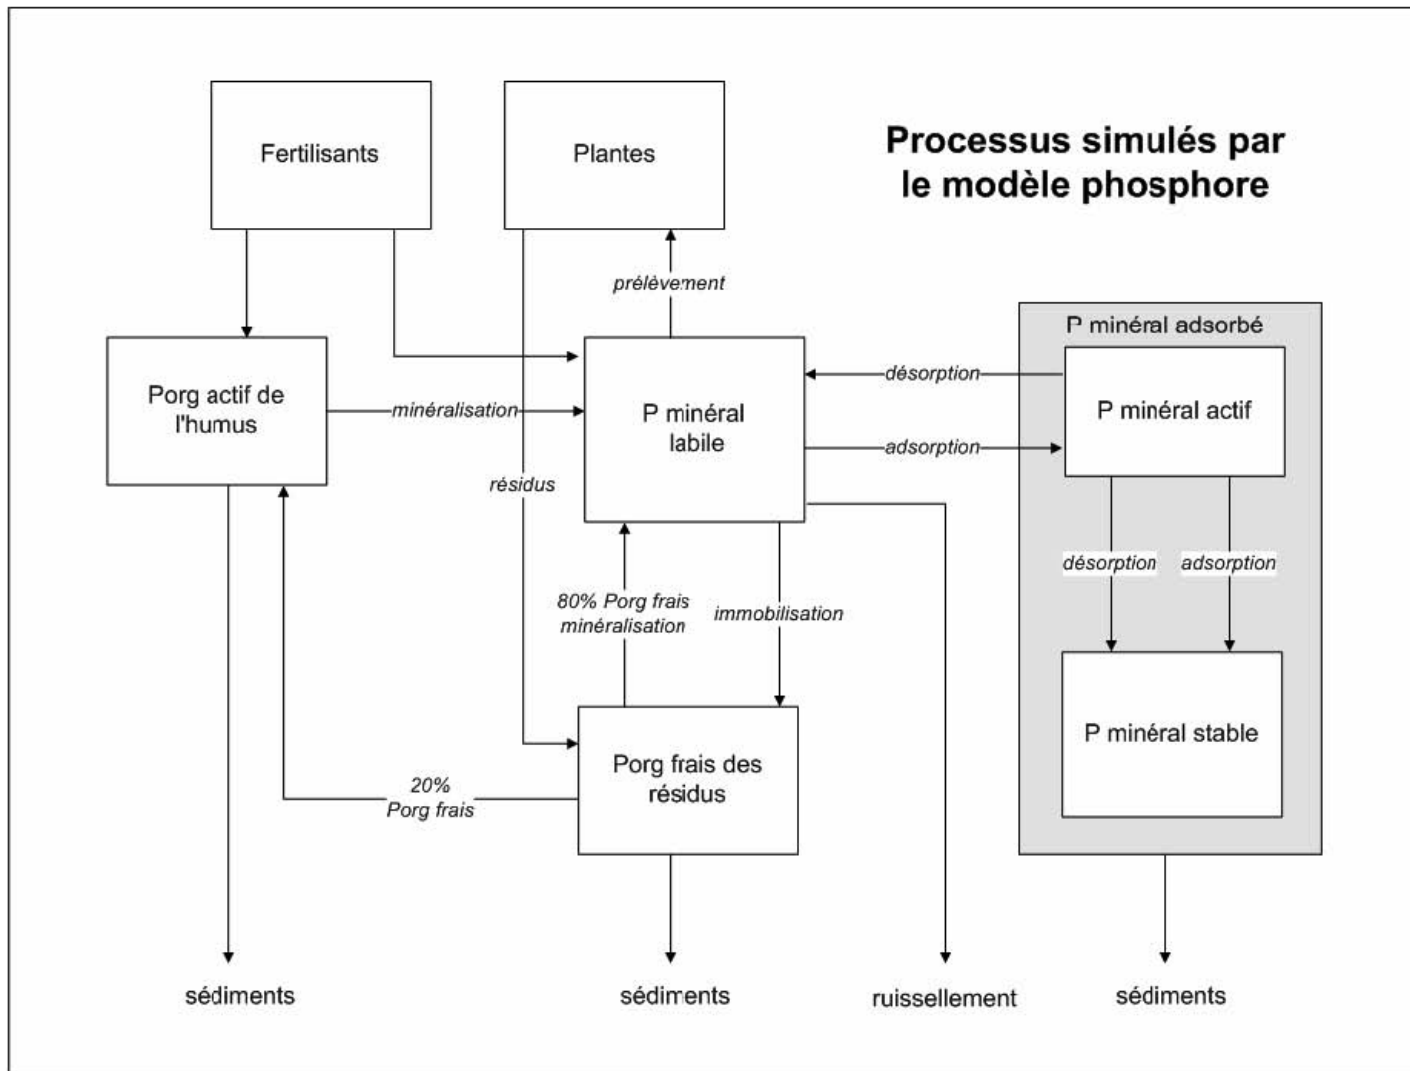 Processus simulés par
le modèle phosphore
Fertilisants
Plantes
prélèvement
P minéral adsorbé
Porg actif de
l'humus
minéralisation
P minéral
labile
désorption
adsorption
P minéral actif
résidus
80% Porg frais
minéralisation
immobilisation
désorption
adsorption
20%
Porg frais
Porg frais des
résidus
P minéral stable
sédiments
sédiments
ruissellement
sédiments